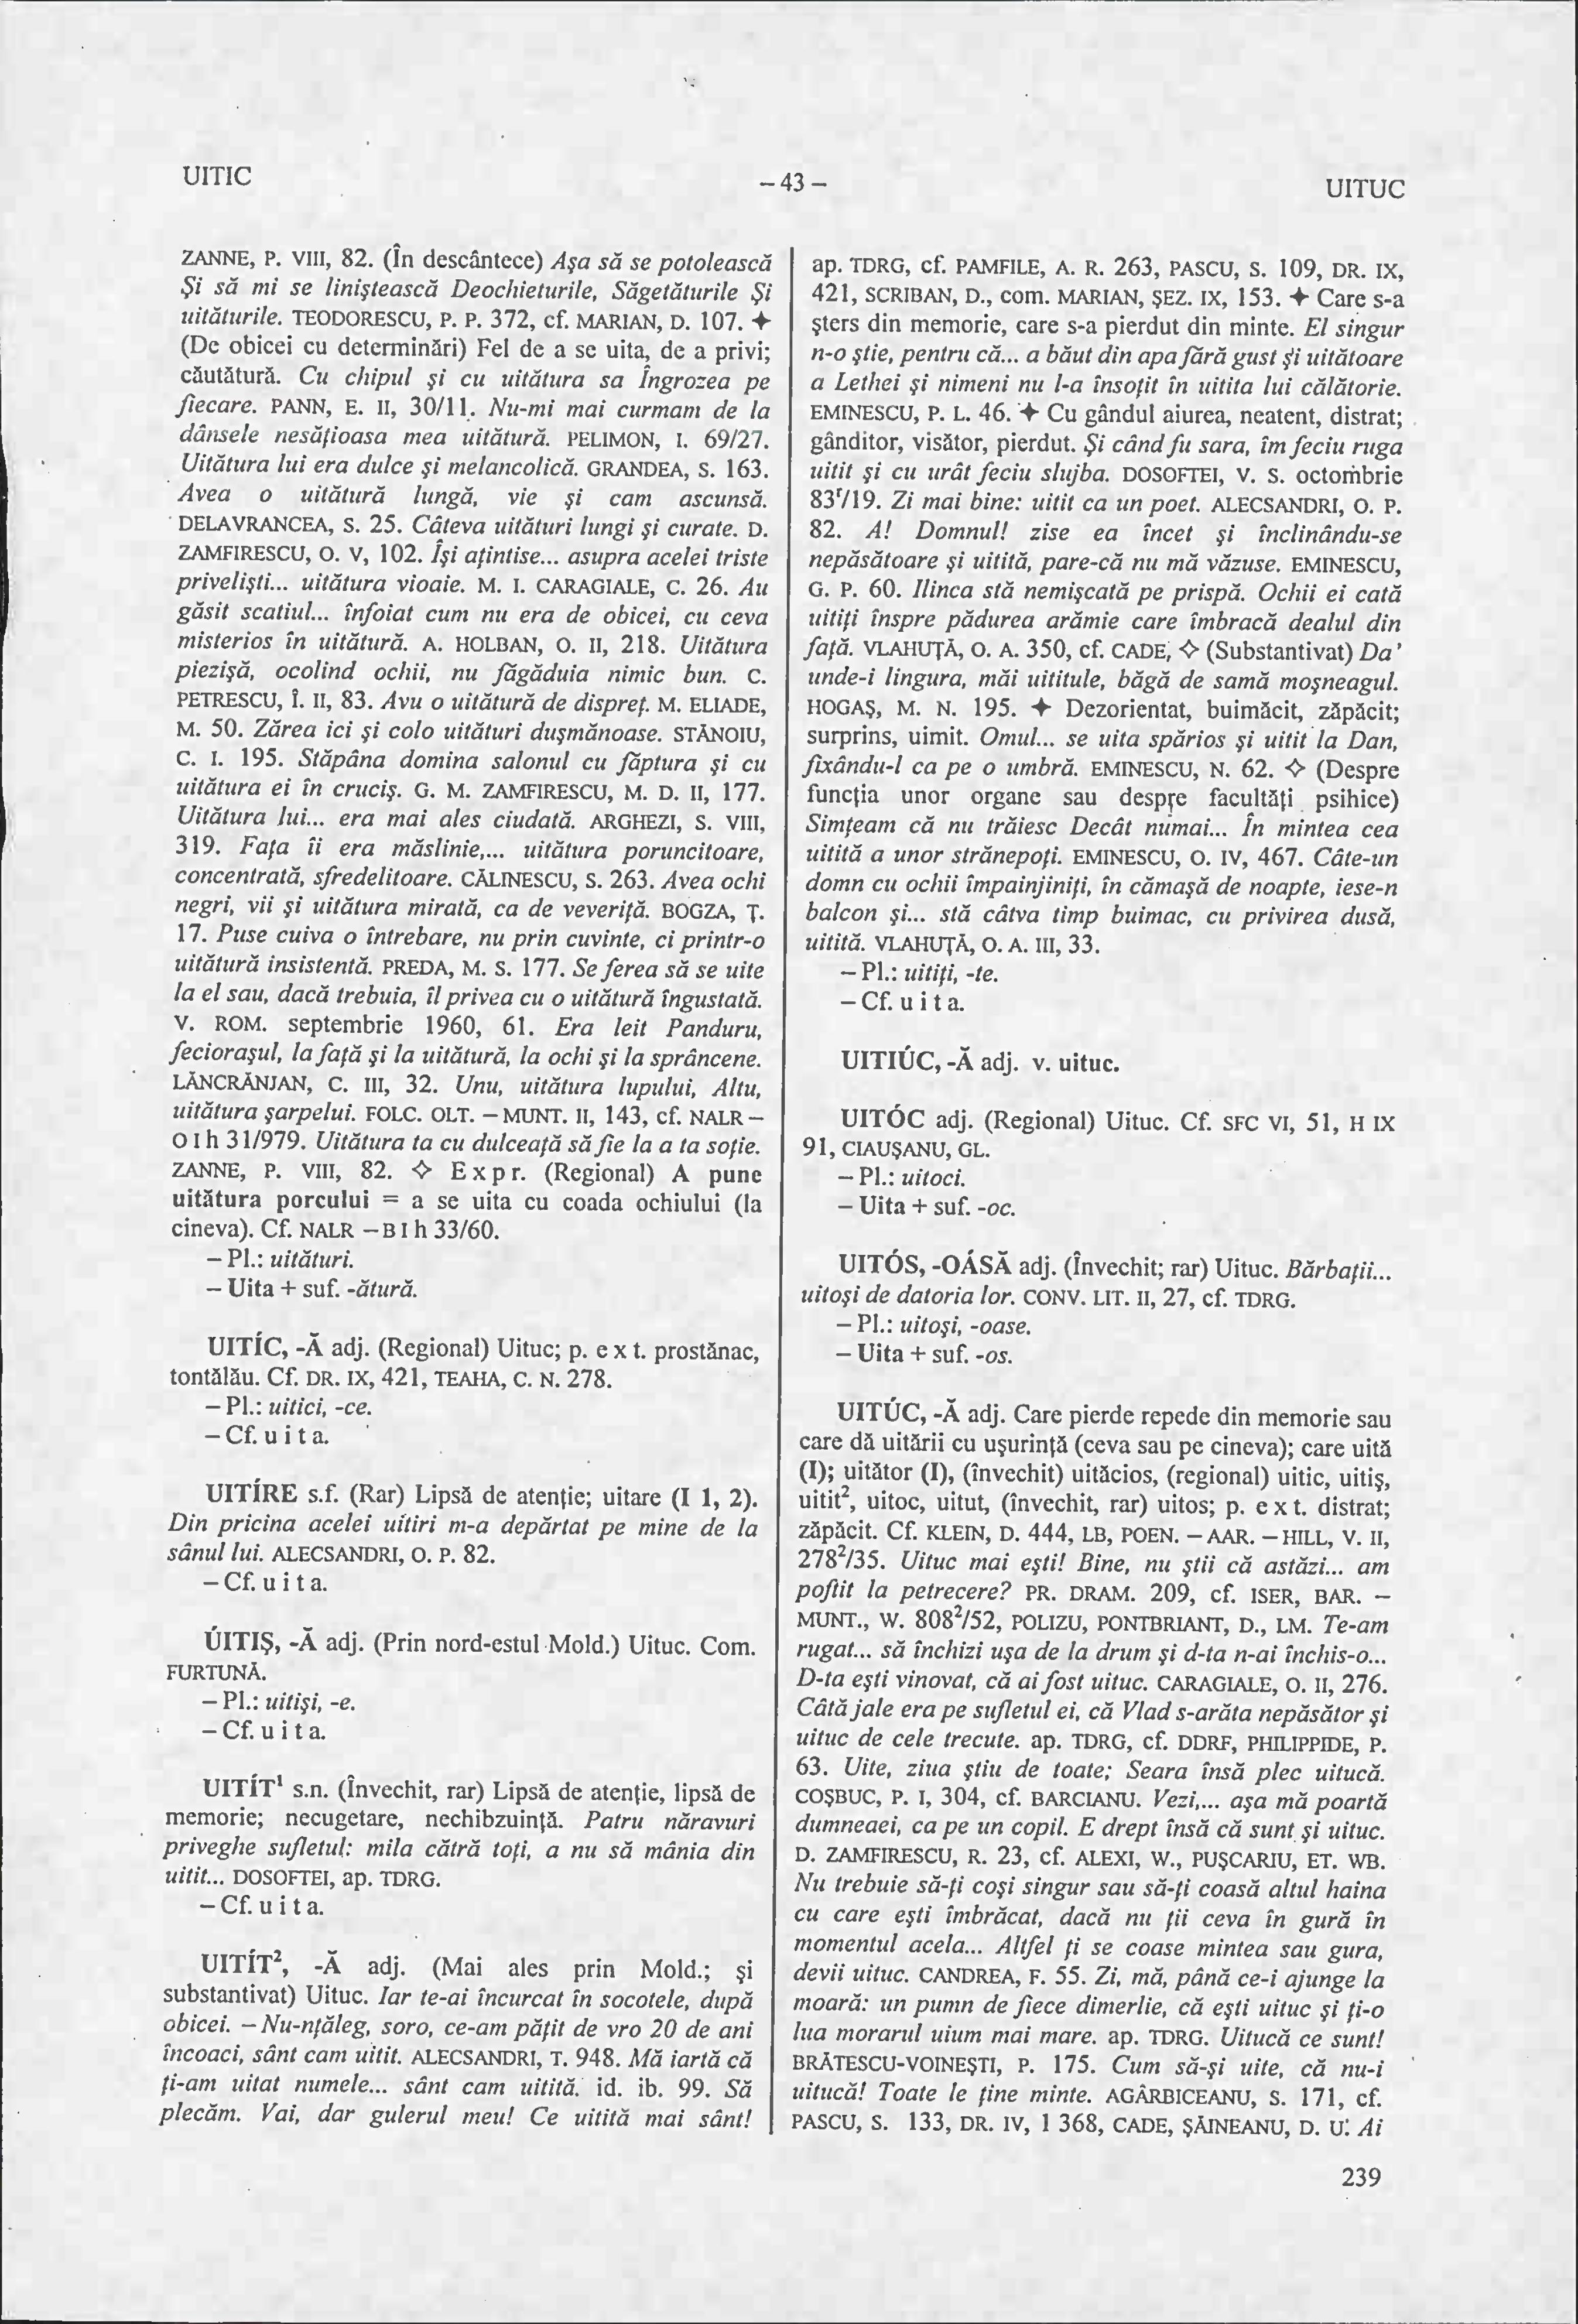 UITIC
– 43 –
UITUC
ZANNE, P. VIII, 82. (În descântece) Aşa să se potolească
Şi să mi se liniştească Deochieturile, Săgetăturile Şi
uităturile. TEODORESCU, P. P. 372, cf. MARIAN, D. 107. ✦
(De obicei cu determinări) Fel de a se uita, de a privi;
căutătură. Cu chipul şi cu uitătura sa Îngrozea pe
fiecare. PANN, E. II, 30/11. Nu-mi mai curmam de la
dânsele nesăţioasa mea uitătură. PELIMON, I. 69/27.
Uitătura lui era dulce şi melancolică. GRANDEA, S. 163.
Avea o uitătură lungă, vie şi cam ascunsă.
DELAVRANCEA, S. 25. Câteva uitături lungi şi curate. D.
ZAMFIRESCU, O. V, 102. Îşi aţintise... asupra acelei triste
privelişti... uitătura vioaie. M. I. CARAGIALE, C. 26. Au
găsit scatiul... înfoiat cum nu era de obicei, cu ceva
misterios în uitătură. A. HOLBAN, O. II, 218. Uitătura
piezişă, ocolind ochii, nu făgăduia nimic bun. C.
PETRESCU, Î. II, 83. Avu o uitătură de dispreţ. M. ELIADE,
M. 50. Zărea ici şi colo uitături duşmănoase. STĂNOIU,
C. I. 195. Stăpâna domina salonul cu făptura şi cu
uitătura ei în cruciş. G. M. ZAMFIRESCU, M. D. II, 177.
Uitătura lui... era mai ales ciudată. ARGHEZI, S. VIII,
319. Faţa îi era măslinie,... uitătura poruncitoare,
concentrată, sfredelitoare. CĂLINESCU, S. 263. Avea ochi
negri, vii şi uitătura mirată, ca de veveriţă. BOGZA, Ţ.
17. Puse cuiva o întrebare, nu prin cuvinte, ci printr-o
uitătură insistentă. PREDA, M. S. 177. Se ferea să se uite
la el sau, dacă trebuia, îl privea cu o uitătură îngustată.
V. ROM. septembrie 1960, 61. Era leit Panduru,
fecioraşul, la faţă şi la uitătură, la ochi şi la sprâncene.
LĂNCRĂNJAN, C. III, 32. Unu, uitătura lupului, Altu,
uitătura şarpelui. FOLC. OLT. – MUNT. II, 143, cf. NALR –
O I h 31/979. Uitătura ta cu dulceaţă să fie la a ta soţie.
ZANNE, P. VIII, 82. ◇ Expr. (Regional) A pune
uitătura porcului = a se uita cu coada ochiului (la
cineva). Cf. NALR – B I h 33/60.
– Pl.: uitături.
– Uita + suf. -ătură.
UITÍC, -Ă adj. (Regional) Uituc; p. ext. prostănac,
tontălău. Cf. DR. IX, 421, TEAHA, C. N. 278.
– Pl.: uitici, -ce.
– Cf. uita.
UITÍRE s.f. (Rar) Lipsă de atenţie; uitare (I 1, 2).
Din pricina acelei uitiri m-a depărtat pe mine de la
sânul lui. ALECSANDRI, O. P. 82.
– Cf. uita.
ÚITIŞ, -Ă adj. (Prin nord-estul Mold.) Uituc. Com.
FURTUNĂ.
– Pl.: uitişi, -e.
– Cf. uita.
UITÍT¹ s.n. (Învechit, rar) Lipsă de atenţie, lipsă de
memorie; necugetare, nechibzuinţă. Patru năravuri
priveghe sufletul: mila cătră toţi, a nu să mânia din
uitit... DOSOFTEI, ap. TDRG.
– Cf. uita.
UITÍT², -Ă adj. (Mai ales prin Mold.; şi
substantivat) Uituc. Iar te-ai încurcat în socotele, după
obicei. – Nu-nţăleg, soro, ce-am păţit de vro 20 de ani
încoaci, sânt cam uitit. ALECSANDRI, T. 948. Mă iartă că
ţi-am uitat numele... sânt cam uitită. id. ib. 99. Să
plecăm. Vai, dar gulerul meu! Ce uitită mai sânt!
ap. TDRG, cf. PAMFILE, A. R. 263, PASCU, S. 109, DR. IX,
421, SCRIBAN, D., com. MARIAN, ŞEZ. IX, 153. ✦ Care s-a
şters din memorie, care s-a pierdut din minte. El singur
n-o ştie, pentru că... a băut din apa fără gust şi uitătoare
a Lethei şi nimeni nu l-a însoţit în uitita lui călătorie.
EMINESCU, P. L. 46. ✦ Cu gândul aiurea, neatent, distrat;
gânditor, visător, pierdut. Şi când fu sara, îm feciu ruga
uitit şi cu urât feciu slujba. DOSOFTEI, V. S. octombrie
83ʳ/19. Zi mai bine: uitit ca un poet. ALECSANDRI, O. P.
82. A! Domnul! zise ea încet şi înclinându-se
nepăsătoare şi uitită, pare-că nu mă văzuse. EMINESCU,
G. P. 60. Ilinca stă nemişcată pe prispă. Ochii ei cată
uitiţi înspre pădurea arămie care îmbracă dealul din
faţă. VLAHUŢĂ, O. A. 350, cf. CADE, ◇ (Substantivat) Da'
unde-i lingura, măi uititule, băgă de samă moşneagul.
HOGAŞ, M. N. 195. ✦ Dezorientat, buimăcit, zăpăcit;
surprins, uimit. Omul... se uita spărios şi uitit la Dan,
fixându-l ca pe o umbră. EMINESCU, N. 62. ◇ (Despre
funcţia unor organe sau despre facultăţi psihice)
Simţeam că nu trăiesc Decât numai... În mintea cea
uitită a unor strănepoţi. EMINESCU, O. IV, 467. Câte-un
domn cu ochii împainjiniţi, în cămaşă de noapte, iese-n
balcon şi... stă câtva timp buimac, cu privirea dusă,
uitită. VLAHUŢĂ, O. A. III, 33.
– Pl.: uitiţi, -te.
– Cf. uita.
UITIÚC, -Ă adj. v. uituc.
UITÓC adj. (Regional) Uituc. Cf. SFC VI, 51, H IX
91, CIAUŞANU, GL.
– Pl.: uitoci.
– Uita + suf. -oc.
UITÓS, -OÁSĂ adj. (Învechit; rar) Uituc. Bărbaţii...
uitoşi de datoria lor. CONV. LIT. II, 27, cf. TDRG.
– Pl.: uitoşi, -oase.
– Uita + suf. -os.
UITÚC, -Ă adj. Care pierde repede din memorie sau
care dă uitării cu uşurinţă (ceva sau pe cineva); care uită
(I); uitător (I), (învechit) uităcios, (regional) uitic, uitiş,
uitit², uitoc, uitut, (învechit, rar) uitos; p. ext. distrat;
zăpăcit. Cf. KLEIN, D. 444, LB, POEN. – AAR. – HILL, V. II,
278²/35. Uituc mai eşti! Bine, nu ştii că astăzi... am
poftit la petrecere? PR. DRAM. 209, cf. ISER, BAR. –
MUNT., W. 808²/52, POLIZU, PONTBRIANT, D., LM. Te-am
rugat... să închizi uşa de la drum şi d-ta n-ai închis-o...
D-ta eşti vinovat, că ai fost uituc. CARAGIALE, O. II, 276.
Câtă jale era pe sufletul ei, că Vlad s-arăta nepăsător şi
uituc de cele trecute. ap. TDRG, cf. DDRF, PHILIPPIDE, P.
63. Uite, ziua ştiu de toate; Seara însă plec uitucă.
COŞBUC, P. I, 304, cf. BARCIANU. Vezi,... aşa mă poartă
dumneaei, ca pe un copil. E drept însă că sunt şi uituc.
D. ZAMFIRESCU, R. 23, cf. ALEXI, W., PUŞCARIU, ET. WB.
Nu trebuie să-ţi coşi singur sau să-ţi coasă altul haina
cu care eşti îmbrăcat, dacă nu ţii ceva în gură în
momentul acela... Altfel ţi se coase mintea sau gura,
devii uituc. CANDREA, F. 55. Zi, mă, până ce-i ajunge la
moară: un pumn de fiece dimerlie, că eşti uituc şi ţi-o
lua morarul uium mai mare. ap. TDRG. Uitucă ce sunt!
BRĂTESCU-VOINEŞTI, P. 175. Cum să-şi uite, că nu-i
uitucă! Toate le ţine minte. AGÂRBICEANU, S. 171, cf.
PASCU, S. 133, DR. IV, 1 368, CADE, ŞĂINEANU, D. U. Ai
239